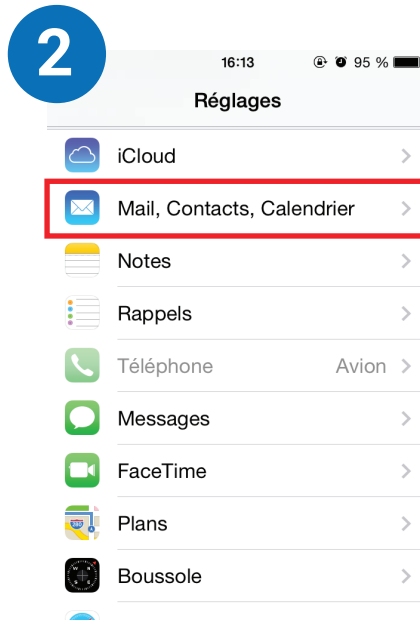 2
16:13 95 %
Réglages
iCloud
Mail, Contacts, Calendrier
Notes
Rappels
Téléphone Avion
Messages
FaceTime
Plans
Boussole